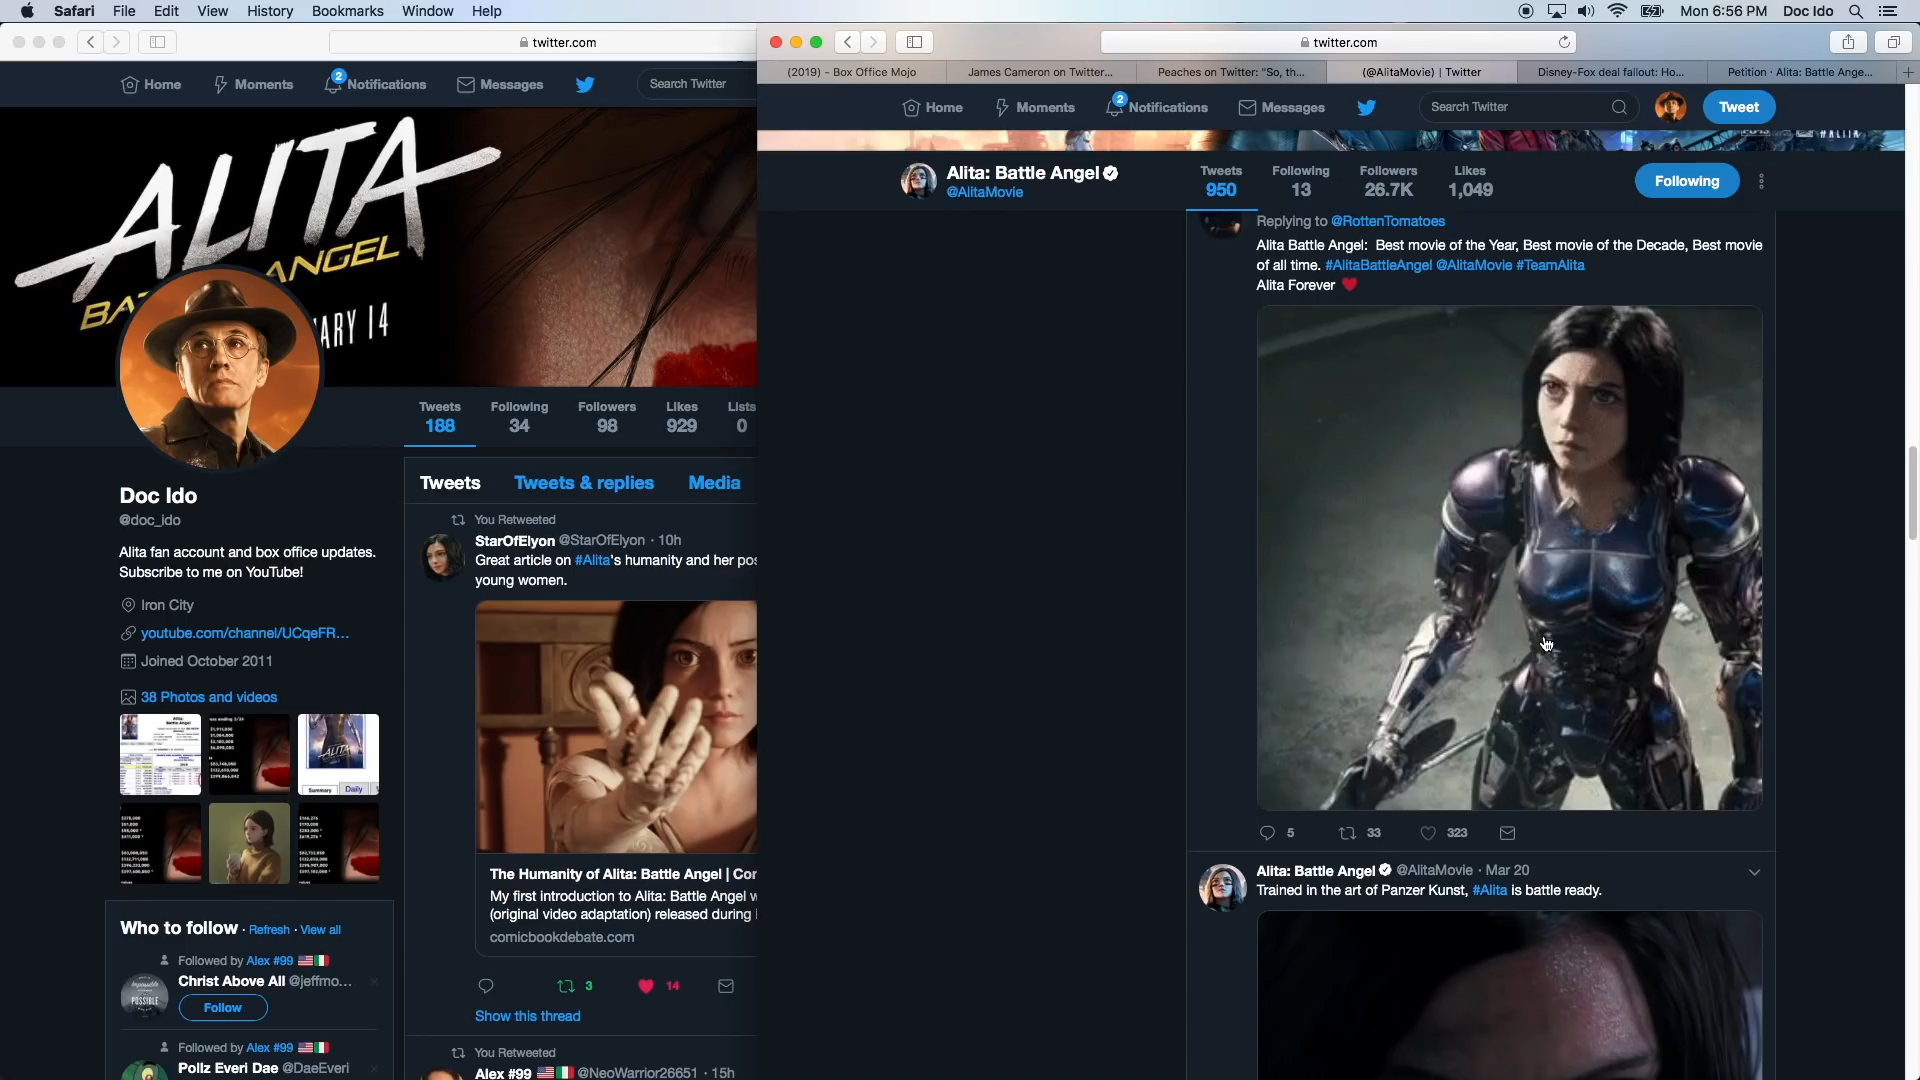 Safari File Edit View History Bookmarks Window Help
Mon 6:56 PM Doc Ido
twitter.com
Home Moments 2 Notifications Messages
Search Twitter
ALITA
BATTLE ANGEL
Doc Ido
@doc_ido
Alita fan account and box office updates.
Subscribe to me on YouTube!
Iron City
youtube.com/channel/UCqeFR...
Joined October 2011
38 Photos and videos
ALITA
Summary Daily
Who to follow · Refresh · View all
Followed by Alex #99
Christ Above All @jeffmo...
Follow
Followed by Alex #99
Pollz Everi Dae @DaeEveri
Tweets Following Followers Likes Lists
188 34 98 929 0
Tweets Tweets & replies Media
You Retweeted
StarOfElyon @StarOfElyon · 10h
Great article on #Alita's humanity and her pos
young women.
The Humanity of Alita: Battle Angel | Cor
My first introduction to Alita: Battle Angel w
(original video adaptation) released during
comicbookdebate.com
3 14
Show this thread
You Retweeted
Alex #99 @NeoWarrior26651 · 15h
twitter.com
(2019) - Box Office Mojo
James Cameron on Twitter...
Peaches on Twitter: "So, th...
(@AlitaMovie) | Twitter
Disney-Fox deal fallout: Ho...
Petition · Alita: Battle Ange...
Home Moments 2 Notifications Messages
Search Twitter
Tweet
Alita: Battle Angel
@AlitaMovie
Tweets Following Followers Likes
950 13 26.7K 1,049
Following
Replying to @RottenTomatoes
Alita Battle Angel: Best movie of the Year, Best movie of the Decade, Best movie
of all time. #AlitaBattleAngel @AlitaMovie #TeamAlita
Alita Forever
5 33 323
Alita: Battle Angel @AlitaMovie · Mar 20
Trained in the art of Panzer Kunst, #Alita is battle ready.